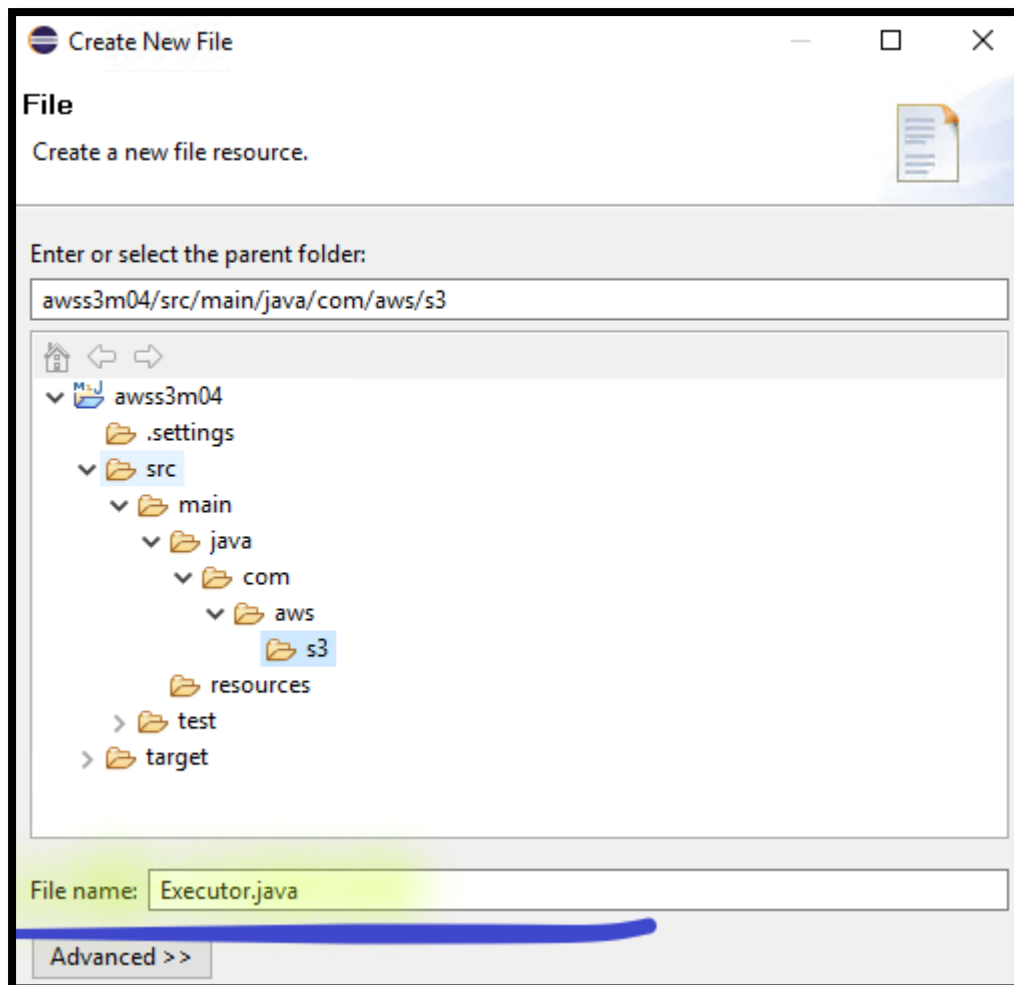 Create New File
File
Create a new file resource.
Enter or select the parent folder:
awss3m04/src/main/java/com/aws/s3
awss3m04
.settings
src
main
java
com
aws
s3
resources
test
target
File name: Executor.java
Advanced >>